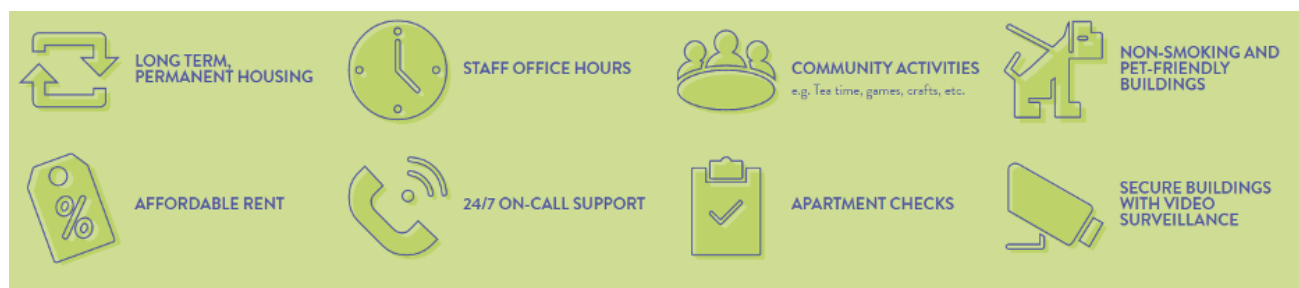 LONG TERM,
PERMANENT HOUSING
STAFF OFFICE HOURS
COMMUNITY ACTIVITIES
e.g. Tea time, games, crafts, etc.
NON-SMOKING AND
PET-FRIENDLY
BUILDINGS
%
AFFORDABLE RENT
24/7 ON-CALL SUPPORT
APARTMENT CHECKS
SECURE BUILDINGS
WITH VIDEO
SURVEILLANCE